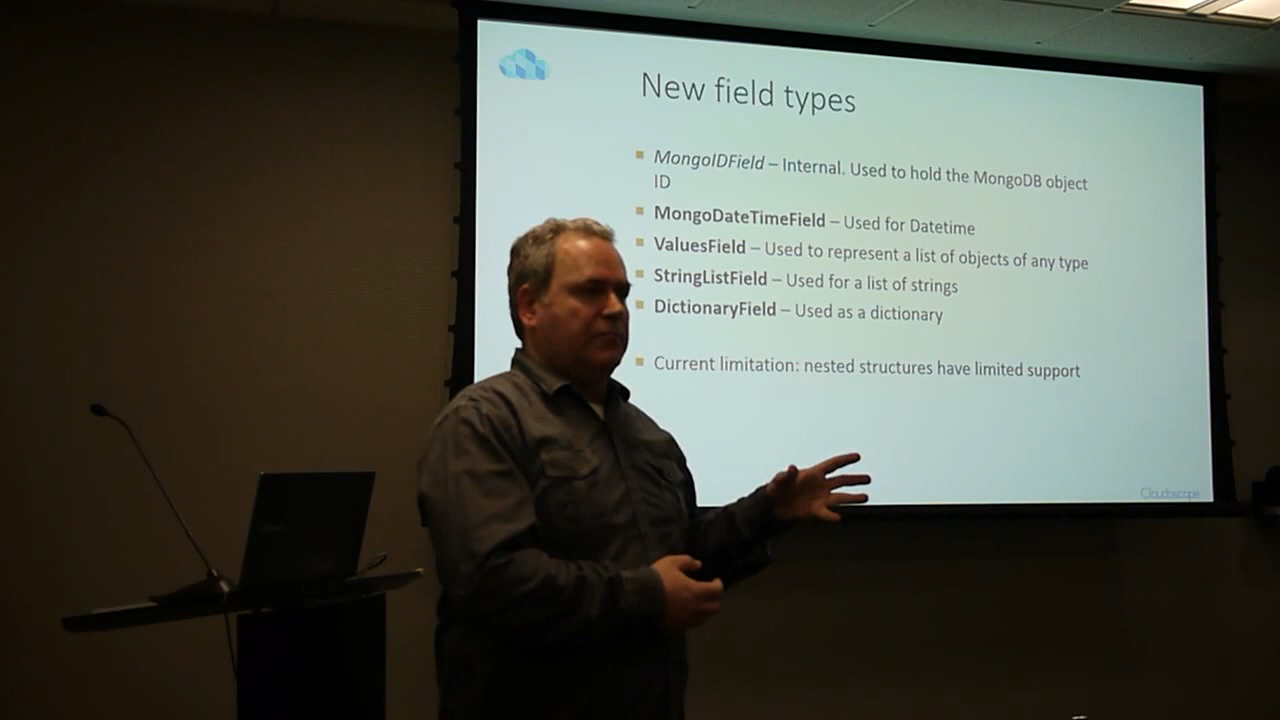 New field types
MongoIDField – Internal. Used to hold the MongoDB object
ID
MongoDateTimeField – Used for Datetime
ValuesField – Used to represent a list of objects of any type
StringListField – Used for a list of strings
DictionaryField – Used as a dictionary
Current limitation: nested structures have limited support
Cloudoscope